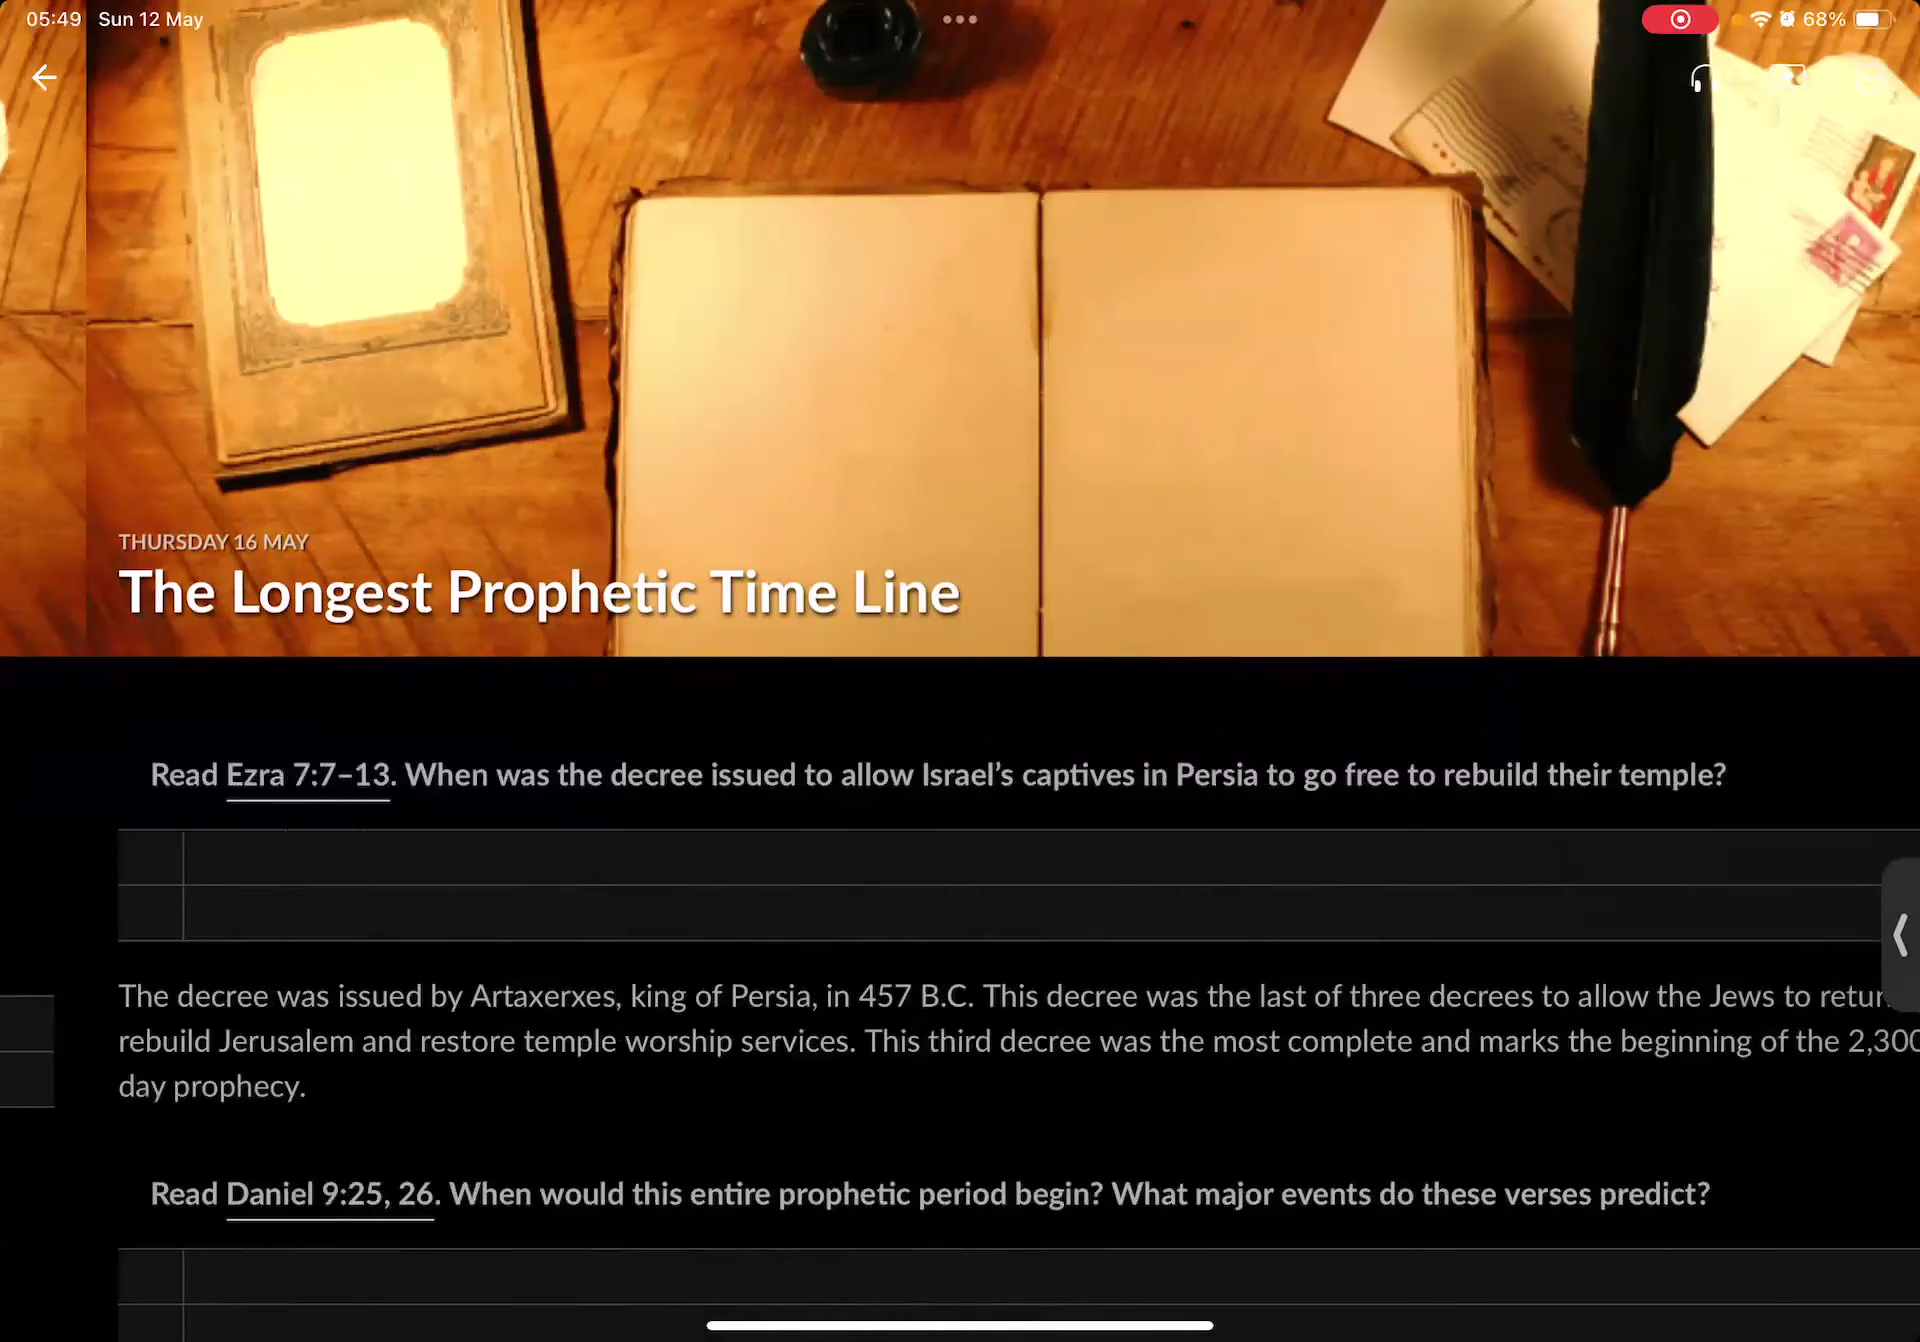 05:49 Sun 12 May
68%
THURSDAY 16 MAY
The Longest Prophetic Time Line
Read Ezra 7:7–13. When was the decree issued to allow Israel’s captives in Persia to go free to rebuild their temple?
The decree was issued by Artaxerxes, king of Persia, in 457 B.C. This decree was the last of three decrees to allow the Jews to
rebuild Jerusalem and restore temple worship services. This third decree was the most complete and marks the beginning of the 2,300
day prophecy.
Read Daniel 9:25, 26. When would this entire prophetic period begin? What major events do these verses predict?